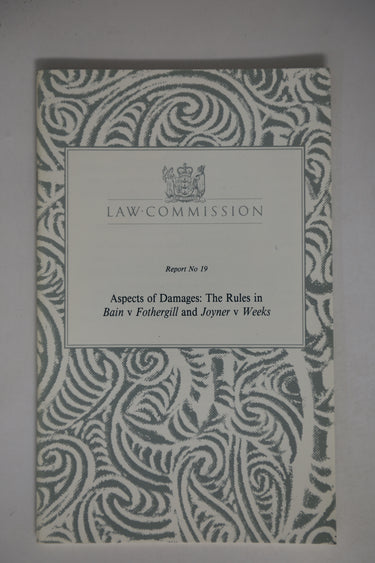 LAW·COMMISSION
Report No 19
Aspects of Damages: The Rules in
Bain v Fothergill and Joyner v Weeks